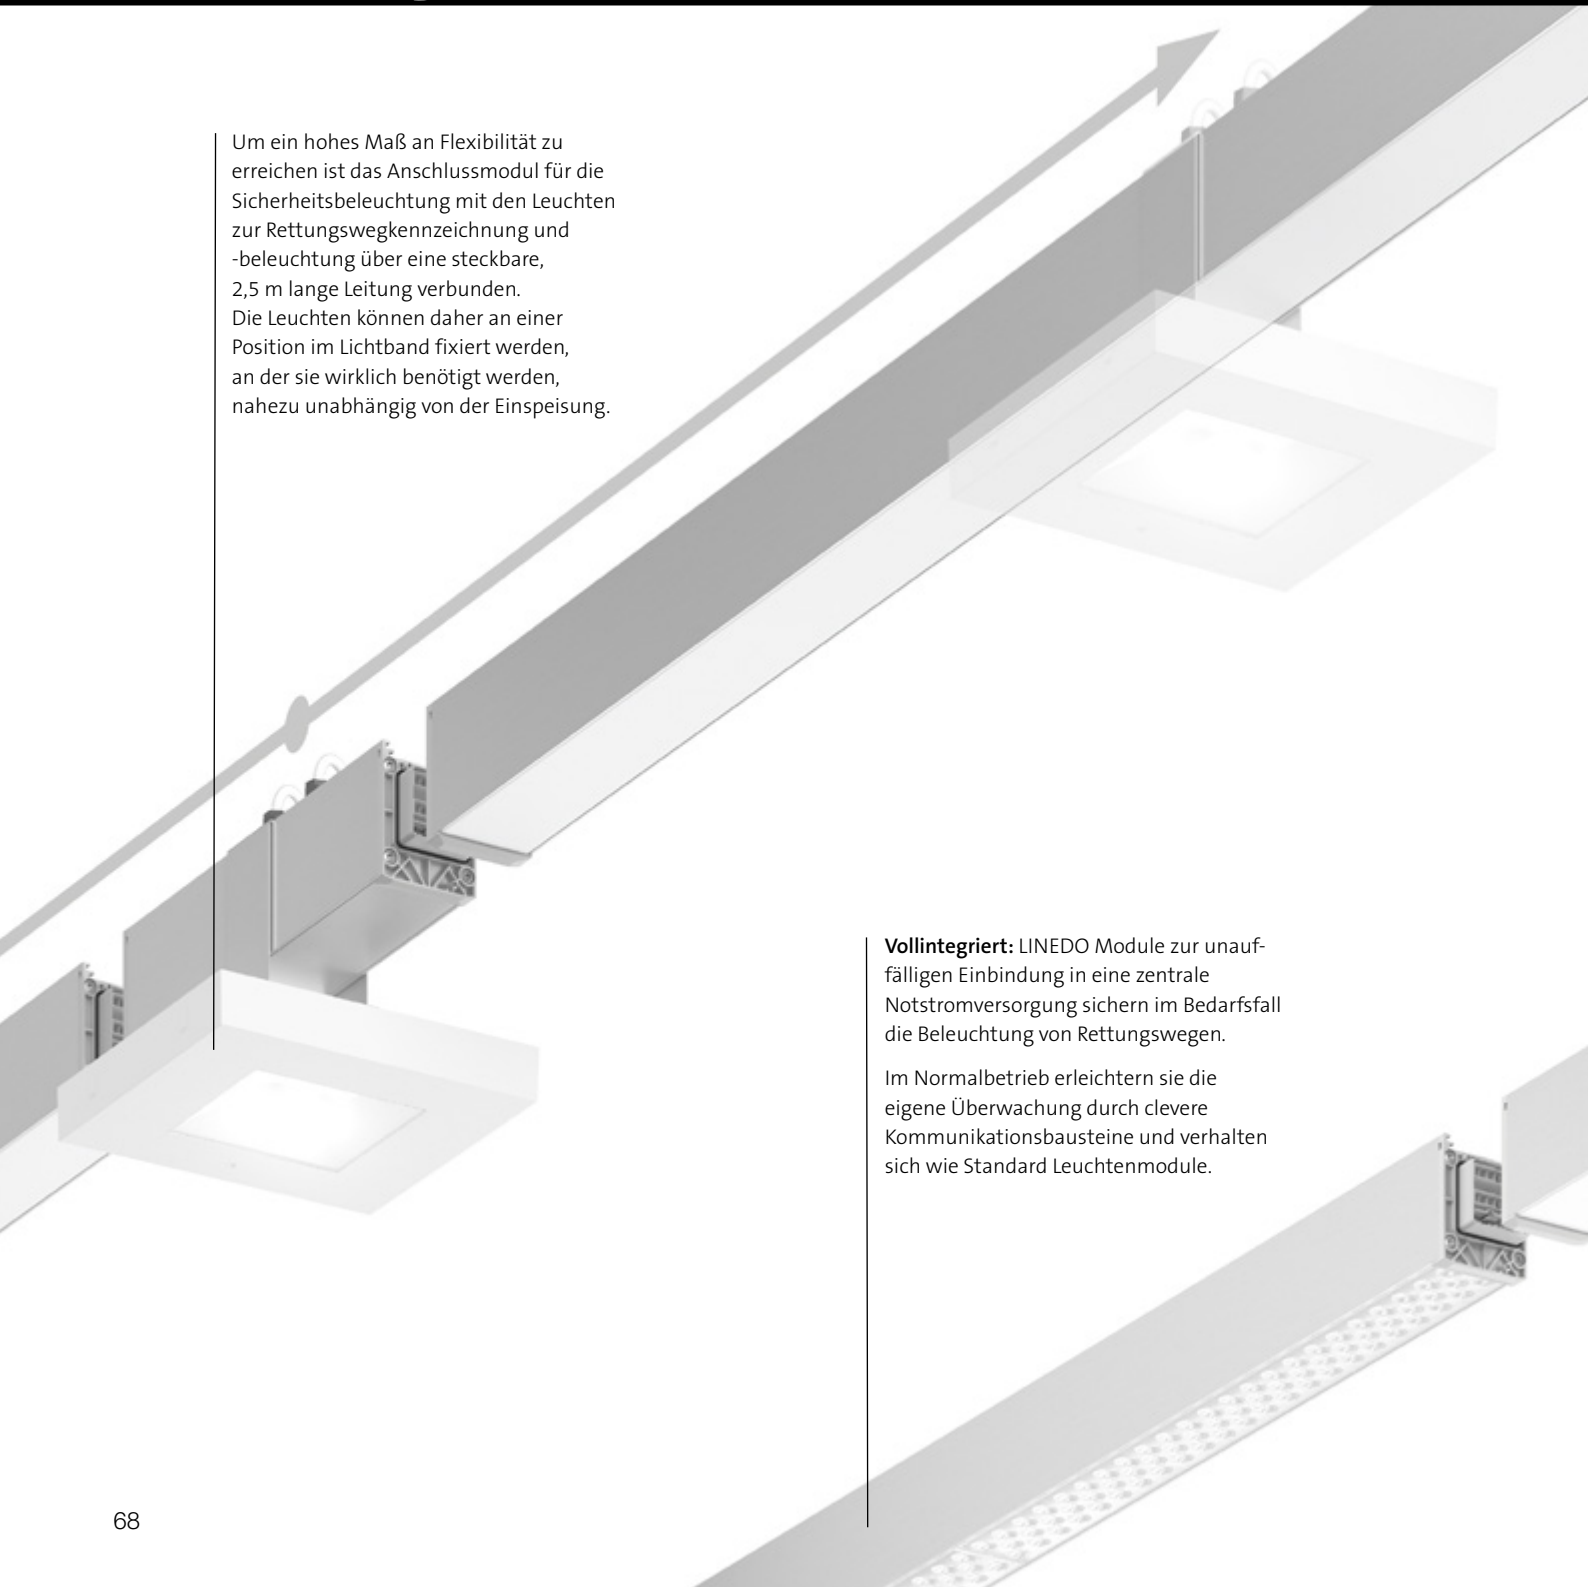 Um ein hohes Maß an Flexibilität zu
erreichen ist das Anschlussmodul für die
Sicherheitsbeleuchtung mit den Leuchten
zur Rettungswegkennzeichnung und
-beleuchtung über eine steckbare,
2,5 m lange Leitung verbunden.
Die Leuchten können daher an einer
Position im Lichtband fixiert werden,
an der sie wirklich benötigt werden,
nahezu unabhängig von der Einspeisung.
Vollintegriert: LINEDO Module zur unauf-
fälligen Einbindung in eine zentrale
Notstromversorgung sichern im Bedarfsfall
die Beleuchtung von Rettungswegen.
Im Normalbetrieb erleichtern sie die
eigene Überwachung durch clevere
Kommunikationsbausteine und verhalten
sich wie Standard Leuchtenmodule.
68